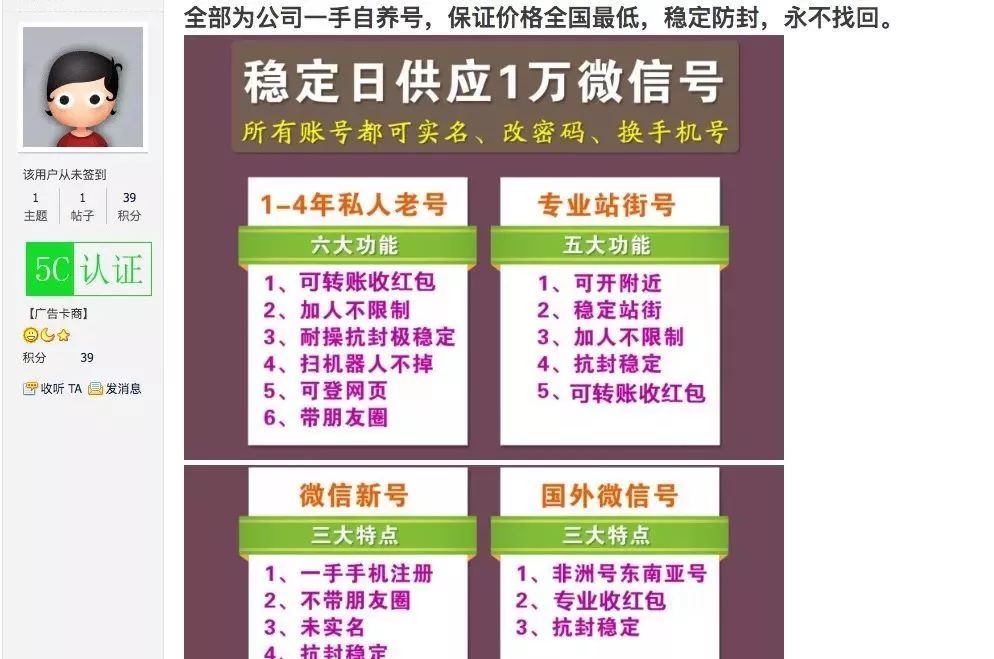 全部为公司一手自养号，保证价格全国最低，稳定防封，永不找回。
该用户从未签到
1 1 39
主题 帖子 积分
5C 认证
【广告卡商】
积分 39
收听 TA 发消息
稳定日供应1万微信号
所有账号都可实名、改密码、换手机号
1-4年私人老号
六大功能
1、可转账收红包
2、加人不限制
3、耐操抗封极稳定
4、扫机器人不掉
5、可登网页
6、带朋友圈
专业站街号
五大功能
1、可开附近
2、稳定站街
3、加人不限制
4、抗封稳定
5、可转账收红包
微信新号
三大特点
1、一手手机注册
2、不带朋友圈
3、未实名
4、抗封稳定
国外微信号
三大特点
1、非洲号东南亚号
2、专业收红包
3、抗封稳定